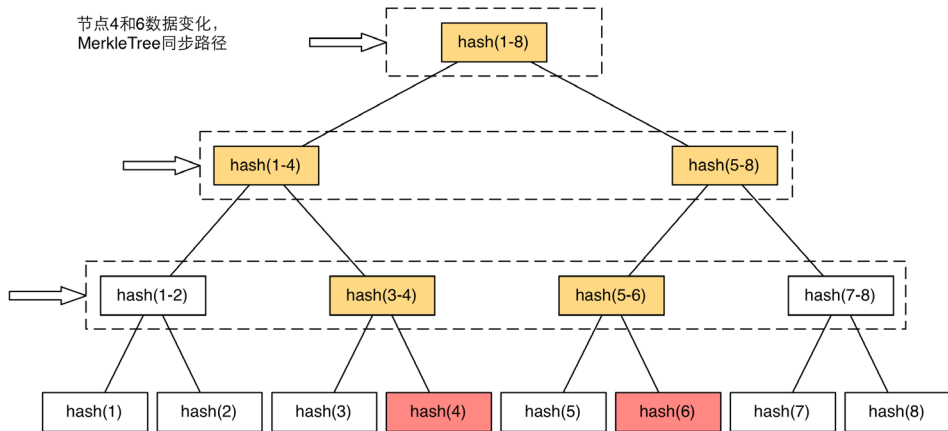 节点4和6数据变化，
MerkleTree同步路径
hash(1-8)
hash(1-4)
hash(5-8)
hash(1-2)
hash(3-4)
hash(5-6)
hash(7-8)
hash(1)
hash(2)
hash(3)
hash(4)
hash(5)
hash(6)
hash(7)
hash(8)